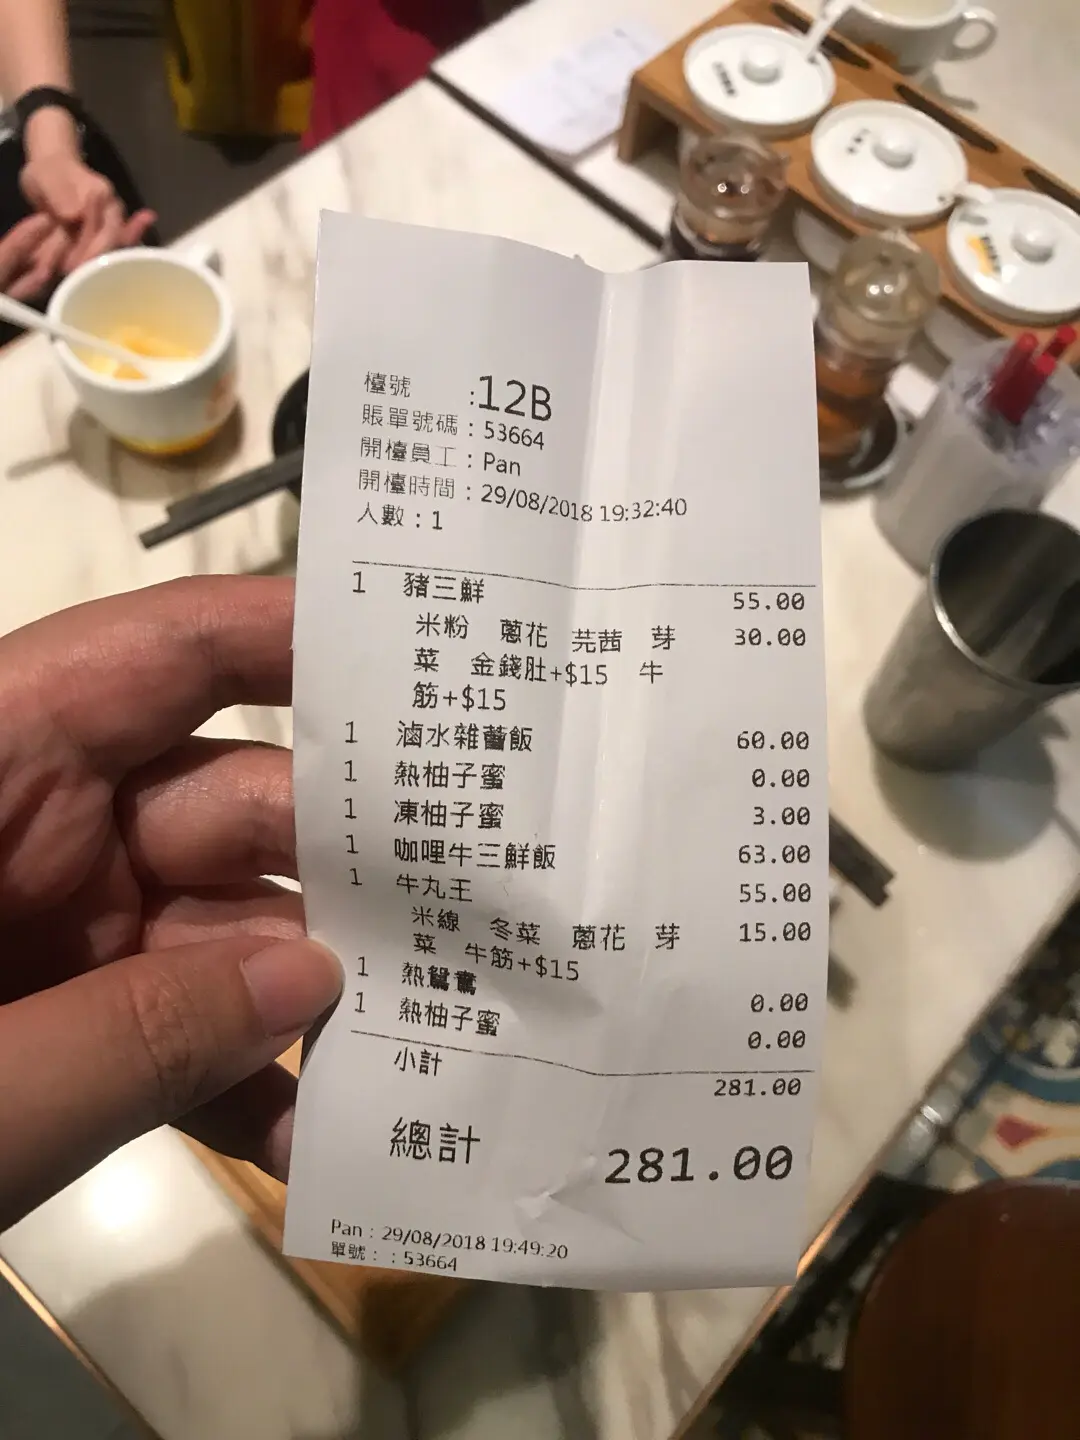 檯號 :12B
賬單號碼：53664
開檯員工：Pan
開檯時間：29/08/2018 19:32:40
人數：1
1 豬三鮮 55.00
米粉 蔥花 芫茜 芽 30.00
菜 金錢肚+$15 牛
筋+$15
1 滷水雜薈飯 60.00
1 熱柚子蜜 0.00
1 凍柚子蜜 3.00
1 咖哩牛三鮮飯 63.00
1 牛丸王 55.00
米線 冬菜 蔥花 芽 15.00
菜 牛筋+$15
1 熱鴛鴦 0.00
1 熱柚子蜜 0.00
小計 281.00
總計 281.00
Pan：29/08/2018 19:49:20
單號：：53664